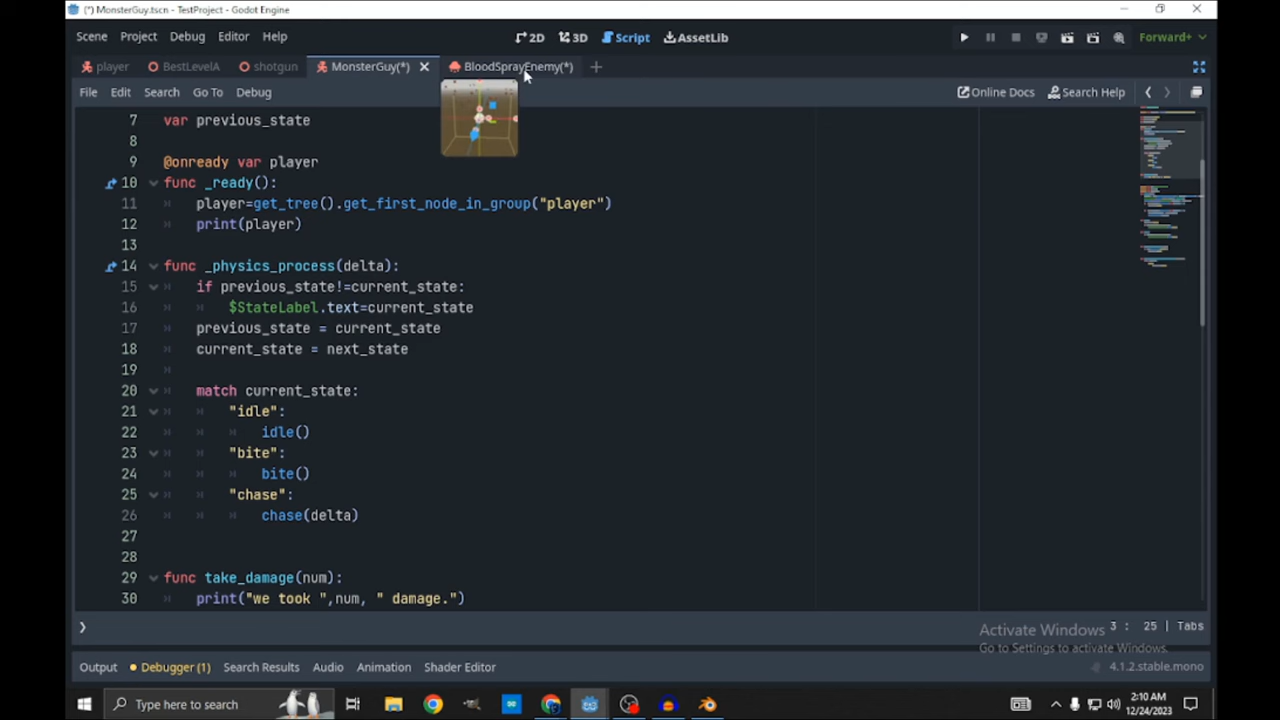 (*) MonsterGuy.tscn - TestProject - Godot Engine
Scene Project Debug Editor Help 2D 3D Script AssetLib Forward+
player BestLevelA shotgun MonsterGuy(*) BloodSprayEnemy(*)
File Edit Search Go To Debug Online Docs Search Help
7 var previous_state
8
9 @onready var player
10 func _ready():
11 player=get_tree().get_first_node_in_group("player")
12 print(player)
13
14 func _physics_process(delta):
15 if previous_state!=current_state:
16 $StateLabel.text=current_state
17 previous_state = current_state
18 current_state = next_state
19
20 match current_state:
21 "idle":
22 idle()
23 "bite":
24 bite()
25 "chase":
26 chase(delta)
27
28
29 func take_damage(num):
30 print("we took ",num, " damage.")
3 : 25 | Tabs
Activate Windows
Go to Settings to activate Windows.
Output Debugger (1) Search Results Audio Animation Shader Editor 4.1.2.stable.mono
Type here to search
2:10 AM
12/24/2023